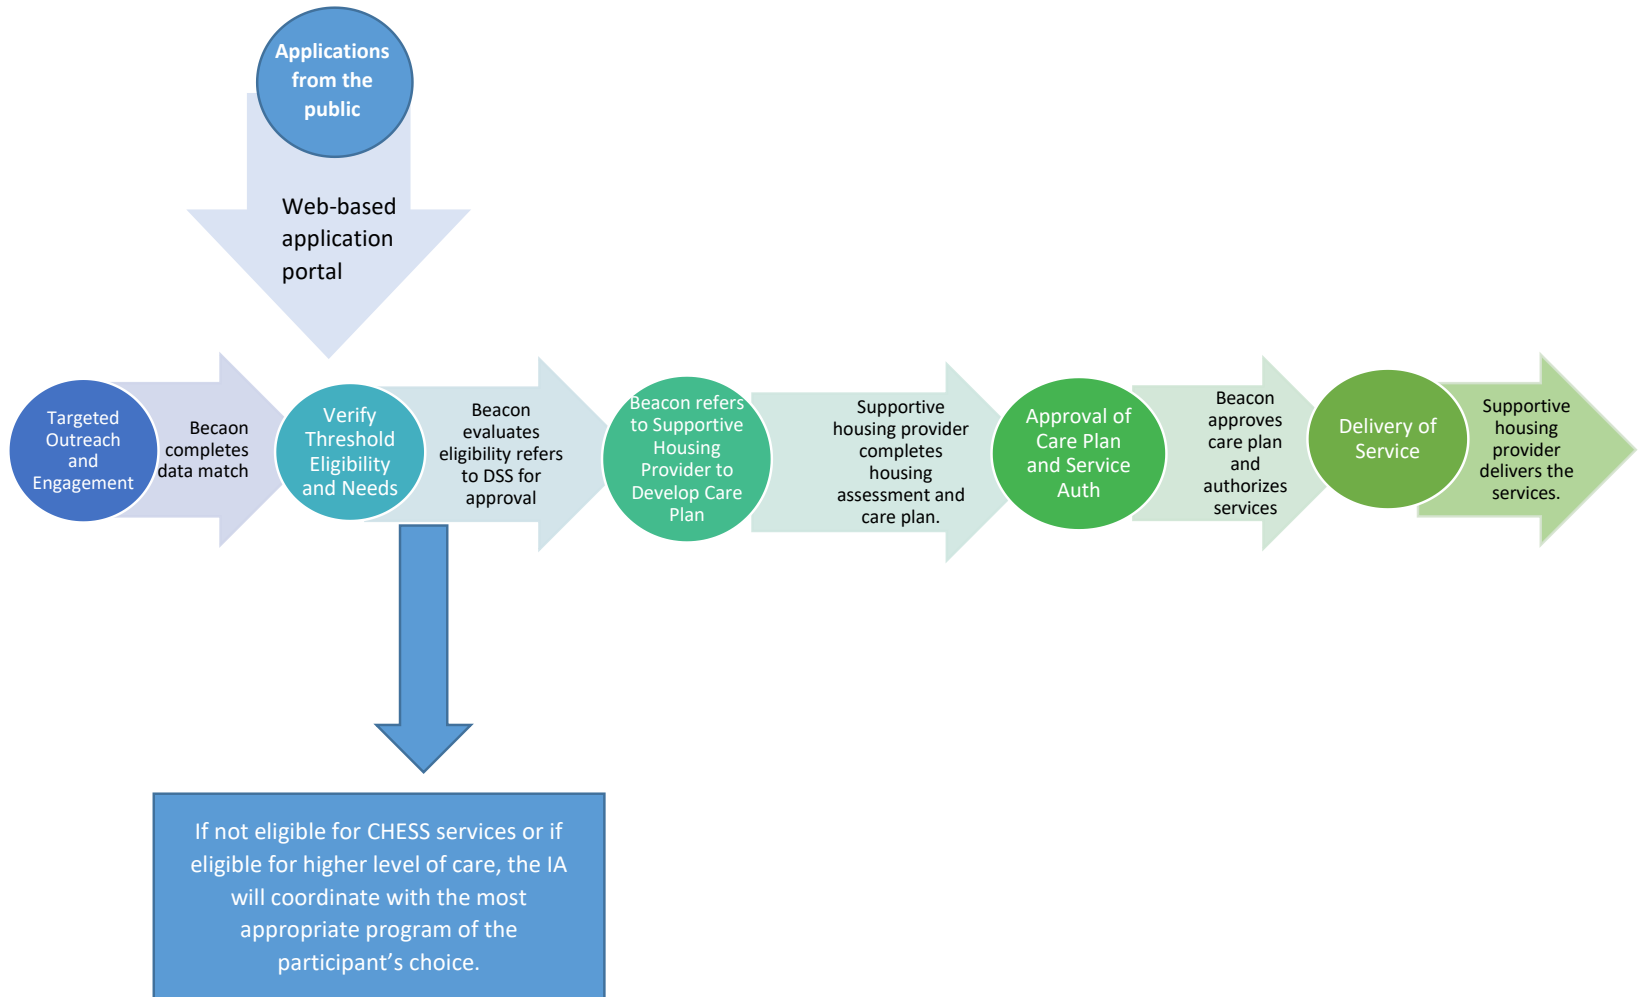 Applications
from the
public
Web-based
application
portal
Targeted
Outreach
and
Engagement
Becaon
completes
data match
Verify
Threshold
Eligibility
and Needs
Beacon
evaluates
eligibility refers
to DSS for
approval
Beacon refers
to Supportive
Housing
Provider to
Develop Care
Plan
Supportive
housing provider
completes
housing
assessment and
care plan.
Approval of
Care Plan
and Service
Auth
Beacon
approves
care plan
and
authorizes
services
Delivery of
Service
Supportive
housing
provider
delivers the
services.
If not eligible for CHESS services or if
eligible for higher level of care, the IA
will coordinate with the most
appropriate program of the
participant’s choice.